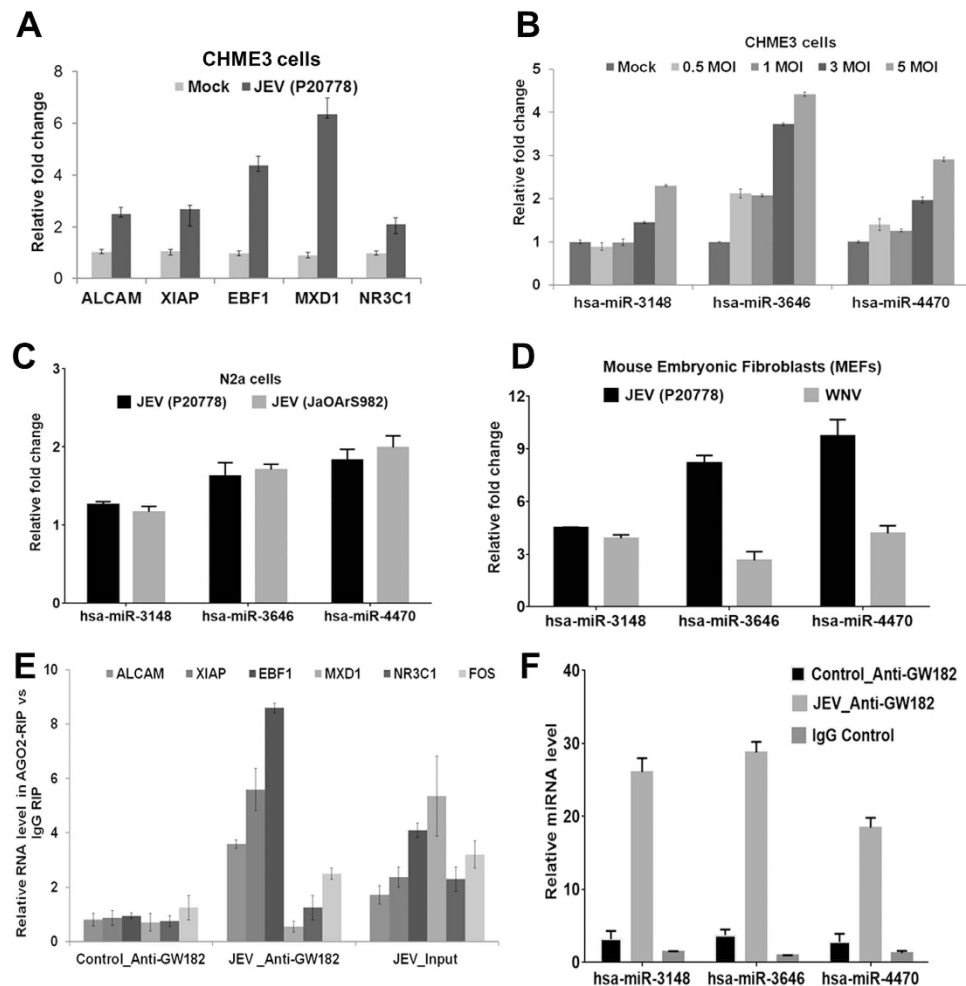 A
CHME3 cells
Mock JEV (P20778)
Relative fold change
8
6
4
2
0
ALCAM XIAP EBF1 MXD1 NR3C1
B
CHME3 cells
Mock 0.5 MOI 1 MOI 3 MOI 5 MOI
Relative fold change
5
4
3
2
1
0
hsa-miR-3148 hsa-miR-3646 hsa-miR-4470
C
N2a cells
JEV (P20778) JEV (JaOArS982)
Relative fold change
3
2
1
0
hsa-miR-3148 hsa-miR-3646 hsa-miR-4470
D
Mouse Embryonic Fibroblasts (MEFs)
JEV (P20778) WNV
Relative fold change
12
9
6
3
0
hsa-miR-3148 hsa-miR-3646 hsa-miR-4470
E
ALCAM XIAP EBF1 MXD1 NR3C1 FOS
Relative RNA level in AGO2-RIP vs
IgG RIP
10
8
6
4
2
0
Control_Anti-GW182 JEV _Anti-GW182 JEV_Input
F
Control_Anti-GW182
JEV_Anti-GW182
IgG Control
Relative miRNA level
40
30
20
10
0
hsa-miR-3148 hsa-miR-3646 hsa-miR-4470